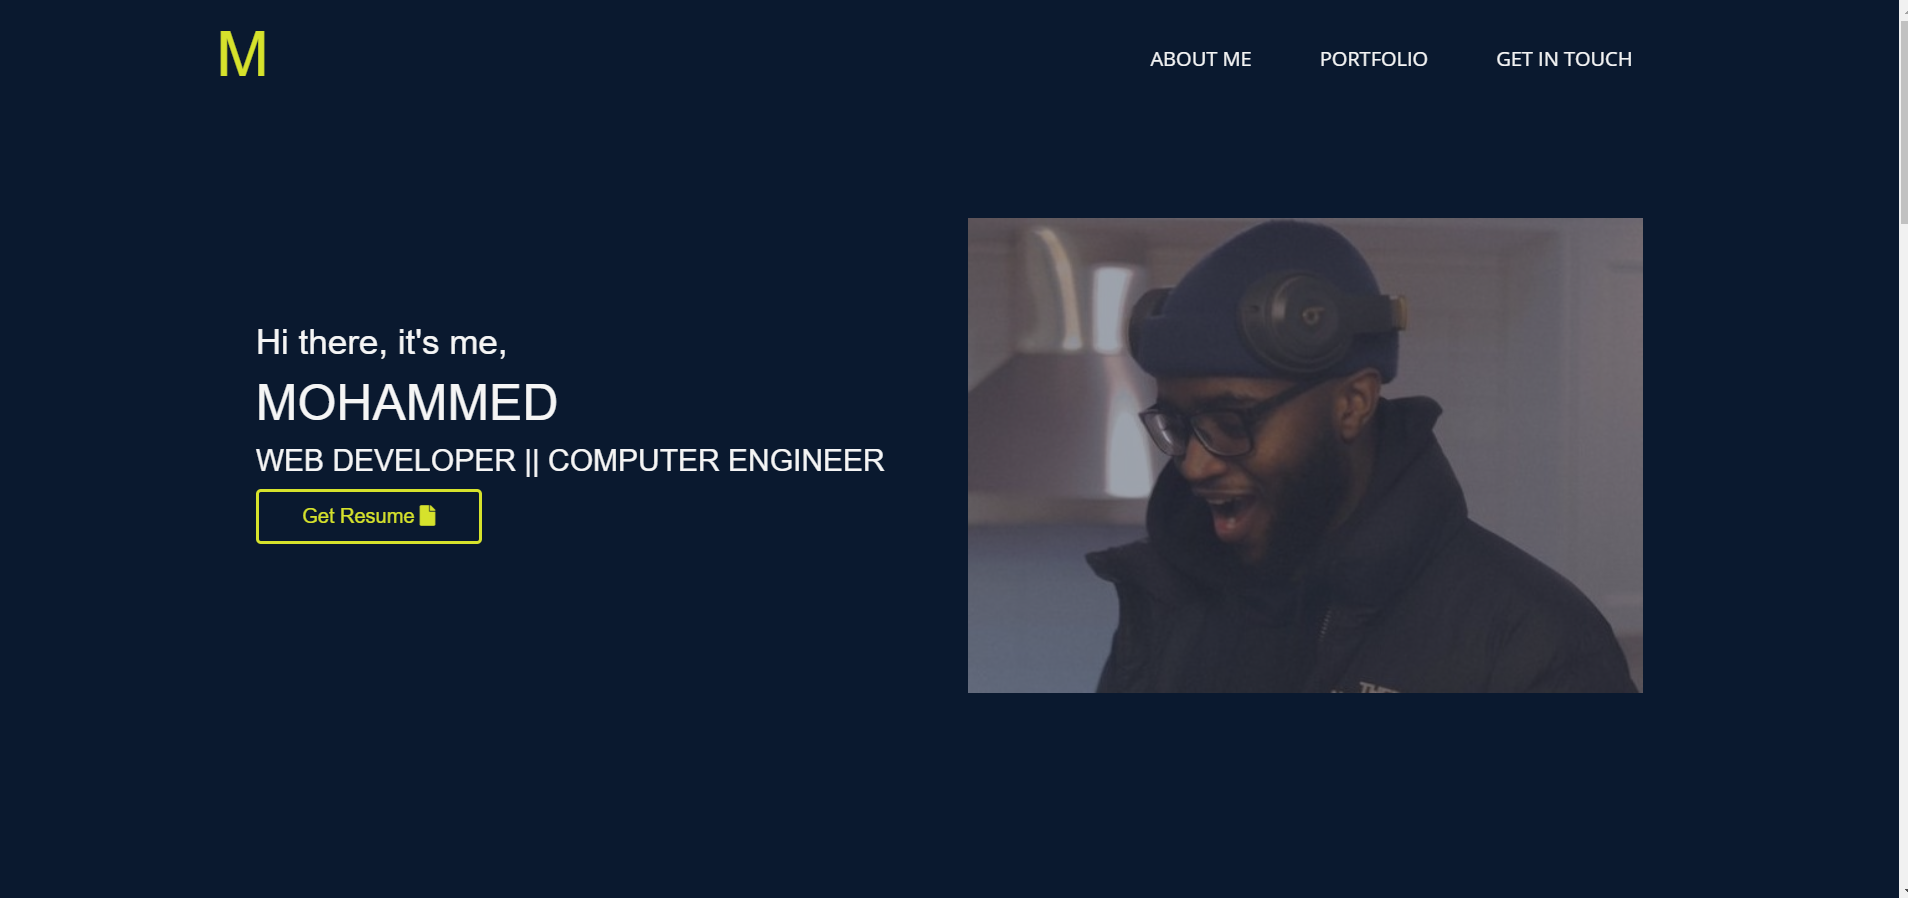 M
ABOUT ME PORTFOLIO GET IN TOUCH
Hi there, it's me,
MOHAMMED
WEB DEVELOPER || COMPUTER ENGINEER
Get Resume